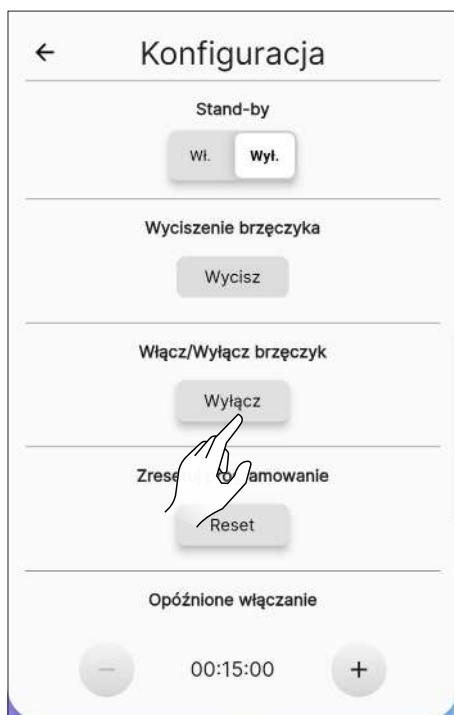 Konfiguracja
Stand-by
Wł. Wył.
Wyciszenie brzęczyka
Wycisz
Włącz/Wyłącz brzęczyk
Wyłącz
Reset
Opóźnione włączanie
− 00:15:00 +